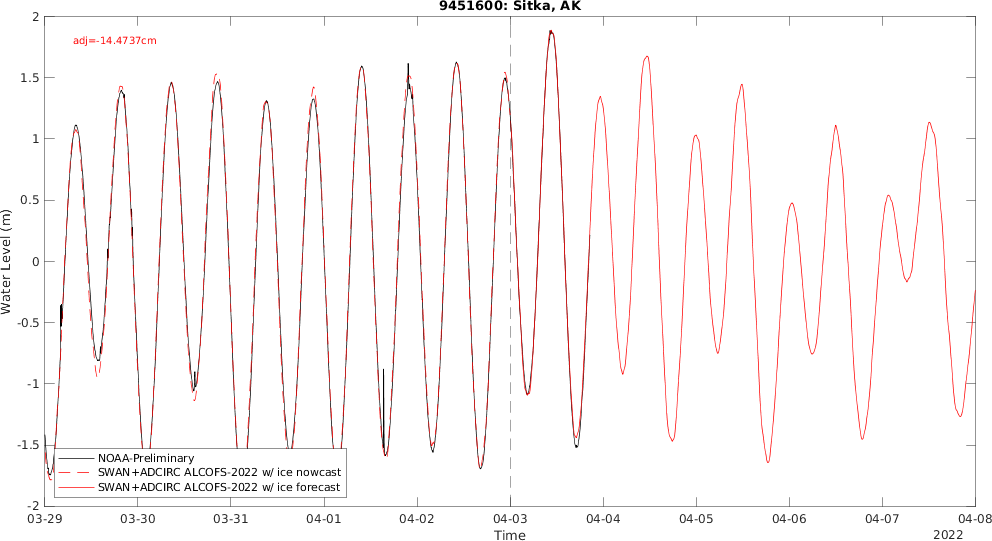 9451600: Sitka, AK
2
adj=-14.4737cm
1.5
1
0.5
0
-0.5
-1
-1.5
-2
Water Level (m)
NOAA-Preliminary
SWAN+ADCIRC ALCOFS-2022 w/ ice nowcast
SWAN+ADCIRC ALCOFS-2022 w/ ice forecast
03-29 03-30 03-31 04-01 04-02 04-03 04-04 04-05 04-06 04-07 04-08
Time
2022